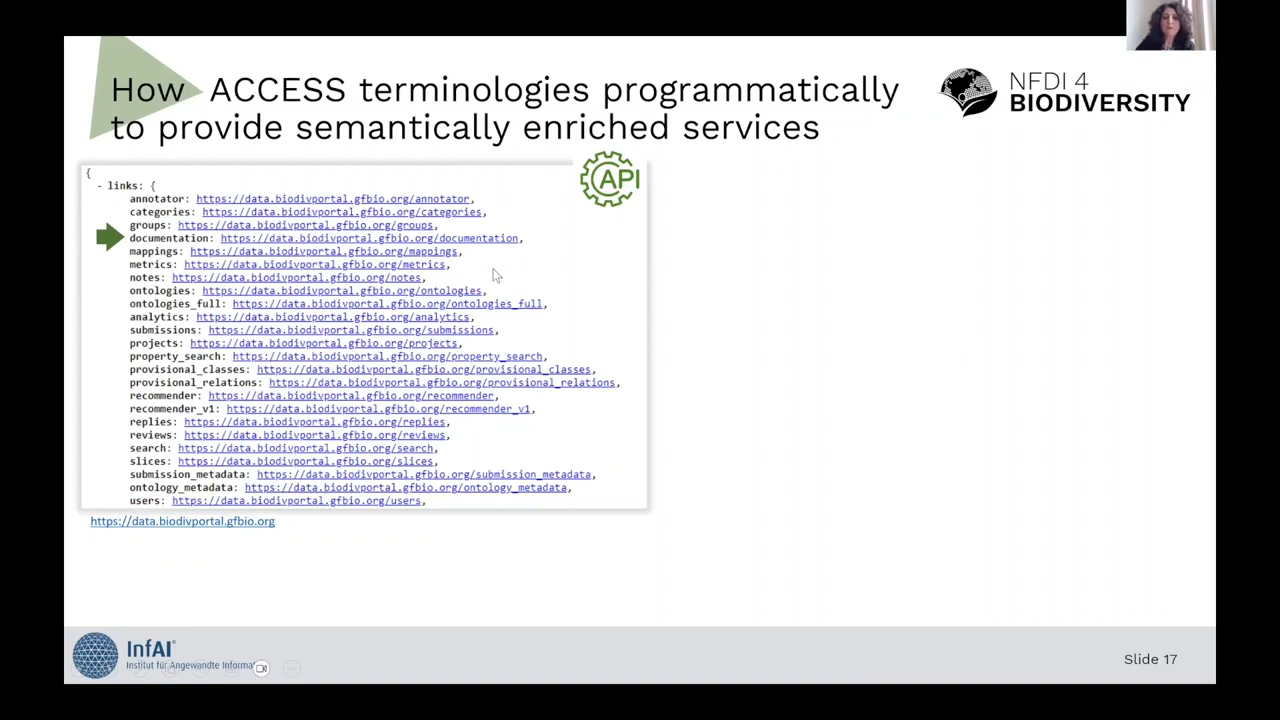 How ACCESS terminologies programmatically
to provide semantically enriched services
NFDI 4
BIODIVERSITY
API
{
- links: {
annotator: https://data.biodivportal.gfbio.org/annotator,
categories: https://data.biodivportal.gfbio.org/categories,
groups: https://data.biodivportal.gfbio.org/groups,
documentation: https://data.biodivportal.gfbio.org/documentation,
mappings: https://data.biodivportal.gfbio.org/mappings,
metrics: https://data.biodivportal.gfbio.org/metrics,
notes: https://data.biodivportal.gfbio.org/notes,
ontologies: https://data.biodivportal.gfbio.org/ontologies,
ontologies_full: https://data.biodivportal.gfbio.org/ontologies_full,
analytics: https://data.biodivportal.gfbio.org/analytics,
submissions: https://data.biodivportal.gfbio.org/submissions,
projects: https://data.biodivportal.gfbio.org/projects,
property_search: https://data.biodivportal.gfbio.org/property_search,
provisional_classes: https://data.biodivportal.gfbio.org/provisional_classes,
provisional_relations: https://data.biodivportal.gfbio.org/provisional_relations,
recommender: https://data.biodivportal.gfbio.org/recommender,
recommender_v1: https://data.biodivportal.gfbio.org/recommender_v1,
replies: https://data.biodivportal.gfbio.org/replies,
reviews: https://data.biodivportal.gfbio.org/reviews,
search: https://data.biodivportal.gfbio.org/search,
slices: https://data.biodivportal.gfbio.org/slices,
submission_metadata: https://data.biodivportal.gfbio.org/submission_metadata,
ontology_metadata: https://data.biodivportal.gfbio.org/ontology_metadata,
users: https://data.biodivportal.gfbio.org/users,
https://data.biodivportal.gfbio.org
InfAI®
Institut für Angewandte
Slide 17